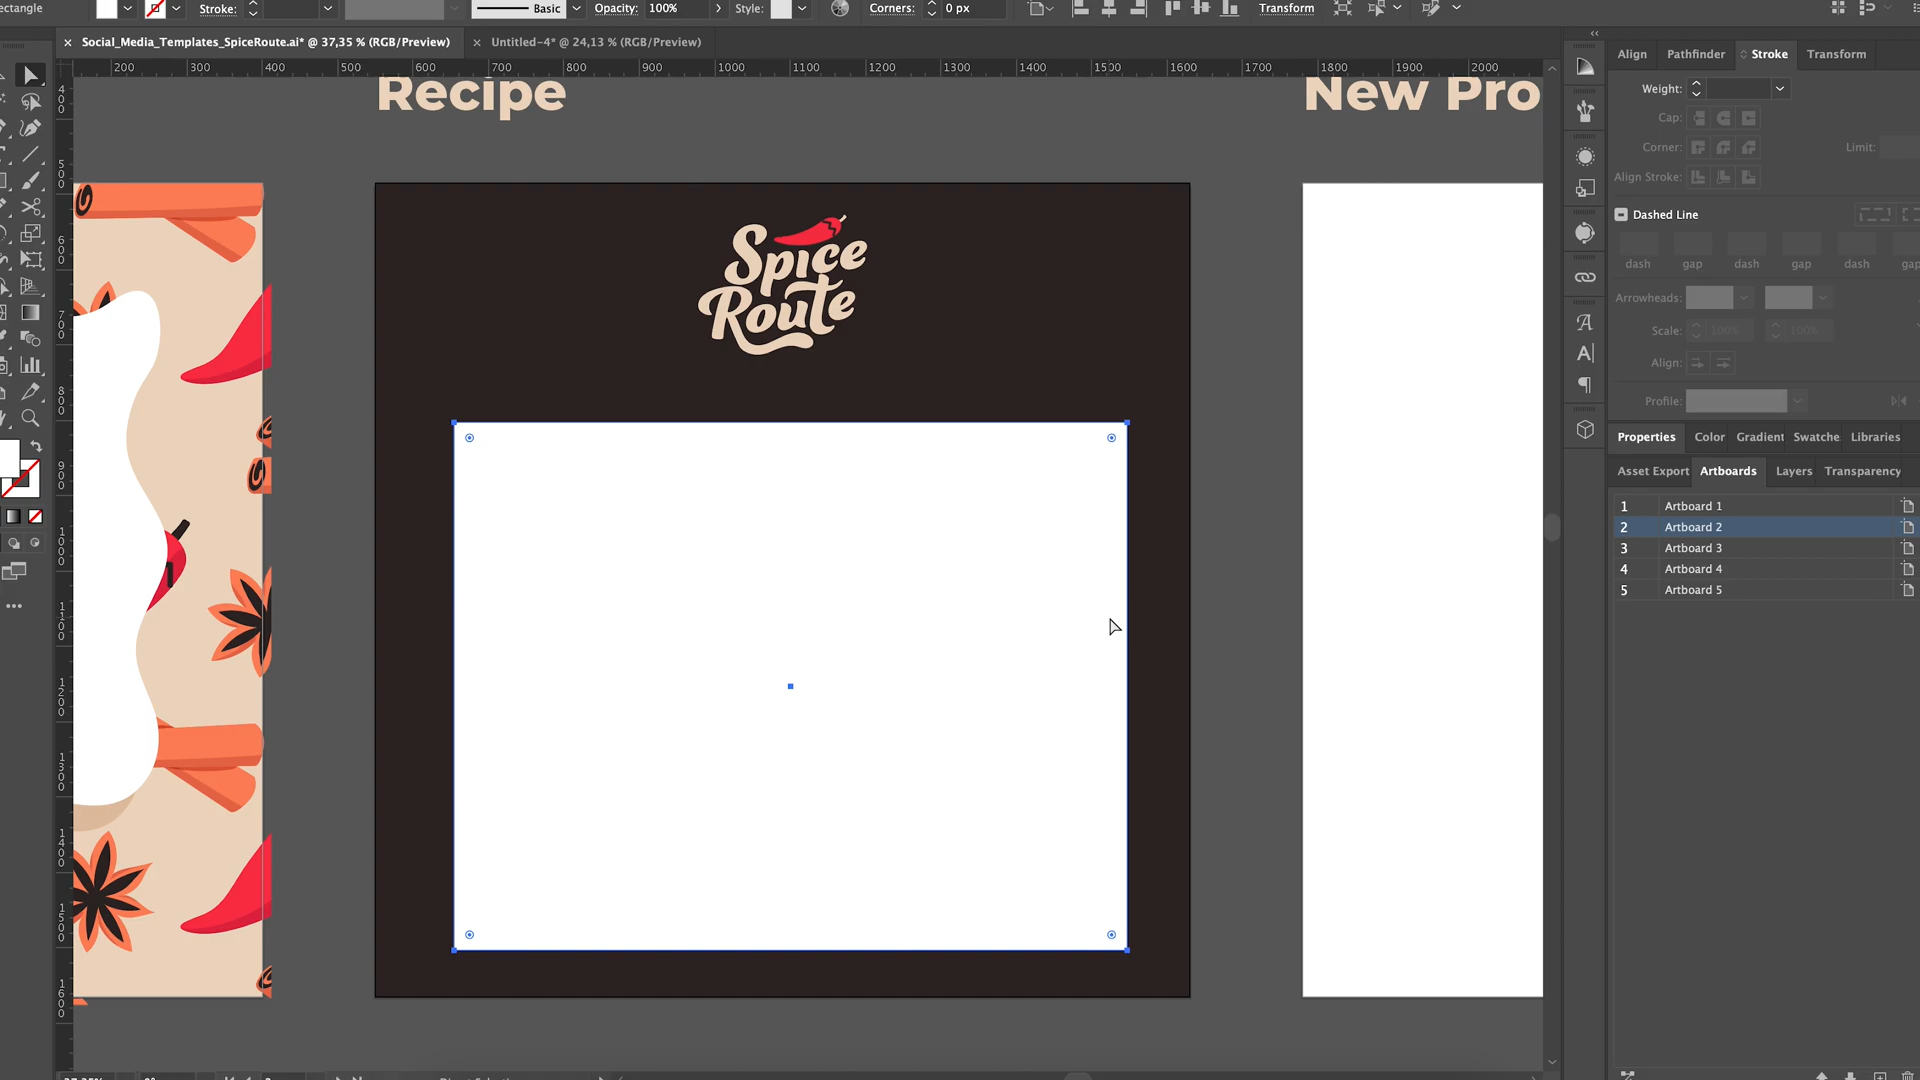 ectangle Stroke: Basic Opacity: 100% Style: Corners: 0 px Transform
Social_Media_Templates_SpiceRoute.ai* @ 37,35 % (RGB/Preview) Untitled-4* @ 24,13 % (RGB/Preview)
200 300 400 500 600 700 800 900 1000 1100 1200 1300 1400 1500 1600 1700 1800 1900 2000
Recipe
New Pro
Spice
Route
500
600
700
800
900
1000
1100
1200
1300
1400
1500
1600
Align Pathfinder Stroke Transform
Weight:
Cap:
Corner: Limit:
Align Stroke:
Dashed Line
dash gap dash gap dash gap
Arrowheads:
Scale: 100% 100%
Align:
Profile:
Properties Color Gradient Swatche Libraries
Asset Export Artboards Layers Transparency
1 Artboard 1
2 Artboard 2
3 Artboard 3
4 Artboard 4
5 Artboard 5